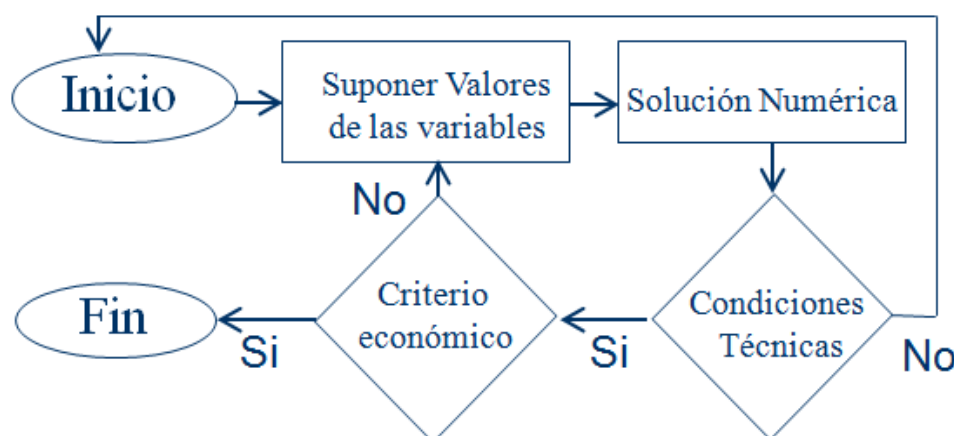 Inicio
Suponer Valores
de las variables
Solución Numérica
No
Criterio
económico
Condiciones
Técnicas
Fin
Si
Si
No